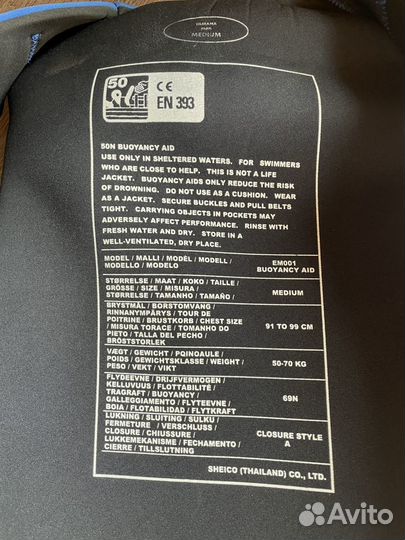 MEDIUM
50
CE
EN 393
50N BUOYANCY AID
USE ONLY IN SHELTERED WATERS. FOR SWIMMERS
WHO ARE CLOSE TO HELP. THIS IS NOT A LIFE
JACKET. BUOYANCY AIDS ONLY REDUCE THE RISK
OF DROWNING. DO NOT USE AS A CUSHION. WEAR
AS A JACKET. SECURE BUCKLES AND PULL BELTS
TIGHT. CARRYING OBJECTS IN POCKETS MAY
ADVERSELY AFFECT PERFORMANCE. RINSE WITH
FRESH WATER AND DRY. STORE IN A
WELL-VENTILATED, DRY PLACE.
MODEL / MALLI / MODÈL / MODELL /
MODELLO / MODELO
EM001
BUOYANCY AID
STØRRELSE / MAAT / KOKO / TAILLE /
GRÖSSE / SIZE / MISURA /
STØRRELSE / TAMANHO / TAMAÑO /
MEDIUM
BRYSTMÅL / BORSTOMVANG /
RINNANYMPÄRYS / TOUR DE
POITRINE / BRUSTKORB / CHEST SIZE
/ MISURA TORACE / TOMANHO DO
PIETO / TALLA DEL PECHO /
BRÖSTSTORLEK
91 TO 99 CM
VÆGT / GEWICHT / PQINOAULE /
POIDS / GEWICHTSKLASSE / WEIGHT /
PESO / VEKT / VIKT
50-70 KG
FLYDEEVNE / DRIJFVERMOGEN /
KELLUVUUS / FLOTTABILITÉ /
TRAGRAFT / BUOYANCY /
GALLEGGIAMENTO / FLYTEEVNE /
BOIA / FLOTABILIDAD / FLYTKRAFT
69N
LUKNING / SLUITING / SULKU /
FERMETURE / VERSCHLUSS /
CLOSURE / CHIUSSURE /
LUKKEMEKANISME / FECHAMENTO /
CIERRE / TILLSLUTNING
CLOSURE STYLE
A
SHEICO (THAILAND) CO., LTD.
Avito